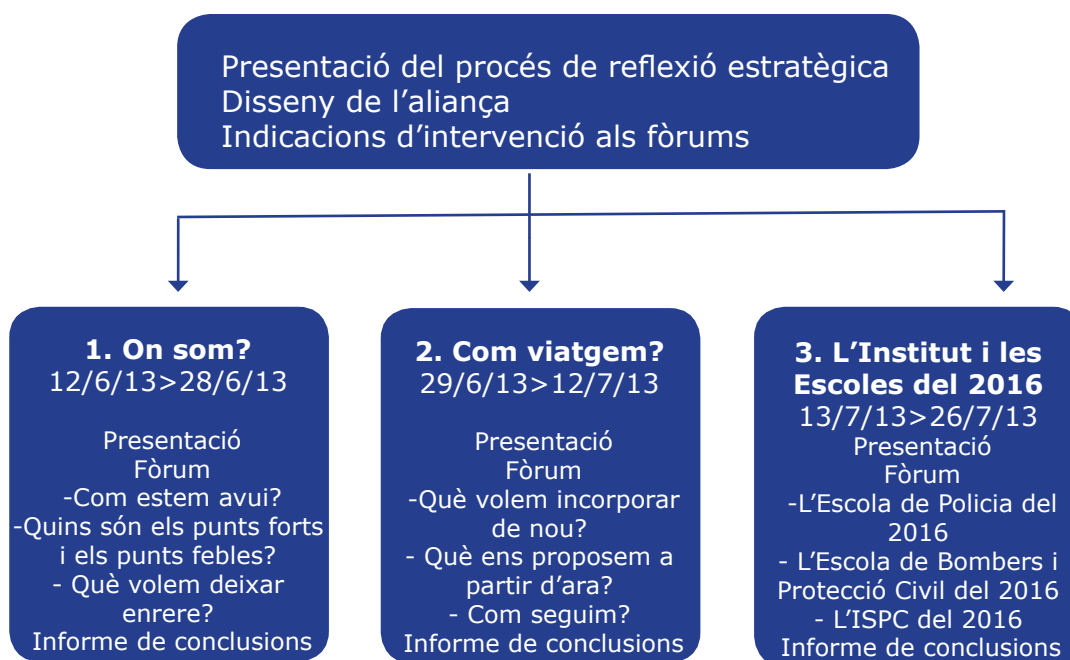 Presentació del procés de reflexió estratègica
Disseny de l’aliança
Indicacions d’intervenció als fòrums
1. On som?
12/6/13>28/6/13
Presentació
Fòrum
-Com estem avui?
-Quins són els punts forts
i els punts febles?
- Què volem deixar
enrere?
Informe de conclusions
2. Com viatgem?
29/6/13>12/7/13
Presentació
Fòrum
-Què volem incorporar
de nou?
- Què ens proposem a
partir d’ara?
- Com seguim?
Informe de conclusions
3. L’Institut i les
Escoles del 2016
13/7/13>26/7/13
Presentació
Fòrum
-L’Escola de Policia del
2016
- L’Escola de Bombers i
Protecció Civil del 2016
- L’ISPC del 2016
Informe de conclusions